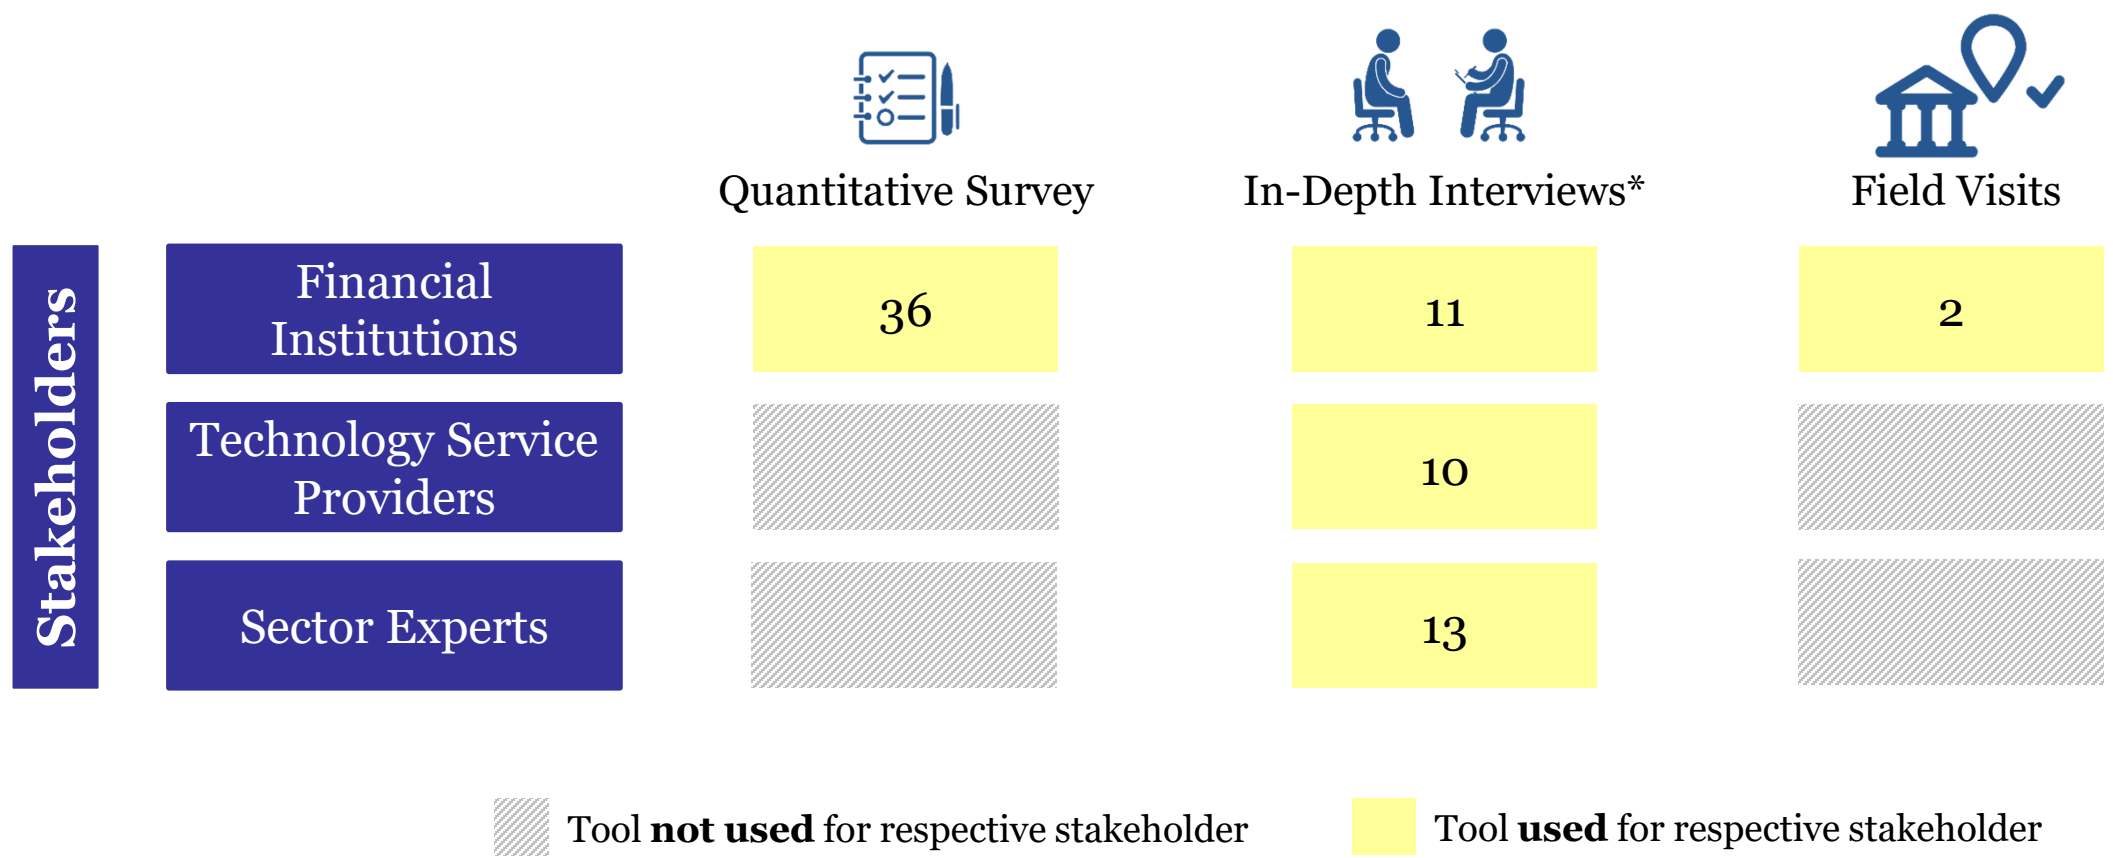 Quantitative Survey
In-Depth Interviews*
Field Visits
Stakeholders
Financial
Institutions
36
11
2
Technology Service
Providers
10
Sector Experts
13
Tool not used for respective stakeholder
Tool used for respective stakeholder